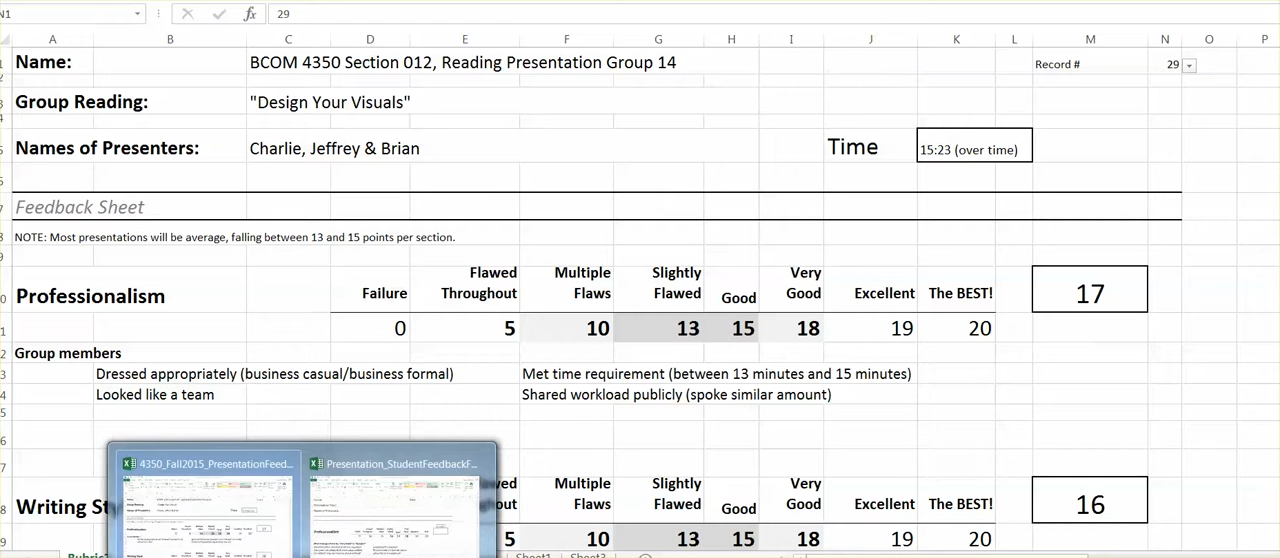 N1 29
A B C D E F G H I J K L M N O P
Name: BCOM 4350 Section 012, Reading Presentation Group 14 Record # 29
Group Reading: "Design Your Visuals"
Names of Presenters: Charlie, Jeffrey & Brian Time 15:23 (over time)
Feedback Sheet
NOTE: Most presentations will be average, falling between 13 and 15 points per section.
Flawed Multiple Slightly Very
Professionalism Failure Throughout Flaws Flawed Good Good Excellent The BEST! 17
0 5 10 13 15 18 19 20
Group members
Dressed appropriately (business casual/business formal) Met time requirement (between 13 minutes and 15 minutes)
Looked like a team Shared workload publicly (spoke similar amount)
4350_Fall2015_PresentationFeed... Presentation_StudentFeedbackF...
wed Multiple Slightly Very
Writing St out Flaws Flawed Good Good Excellent The BEST! 16
5 10 13 15 18 19 20
Sheet1